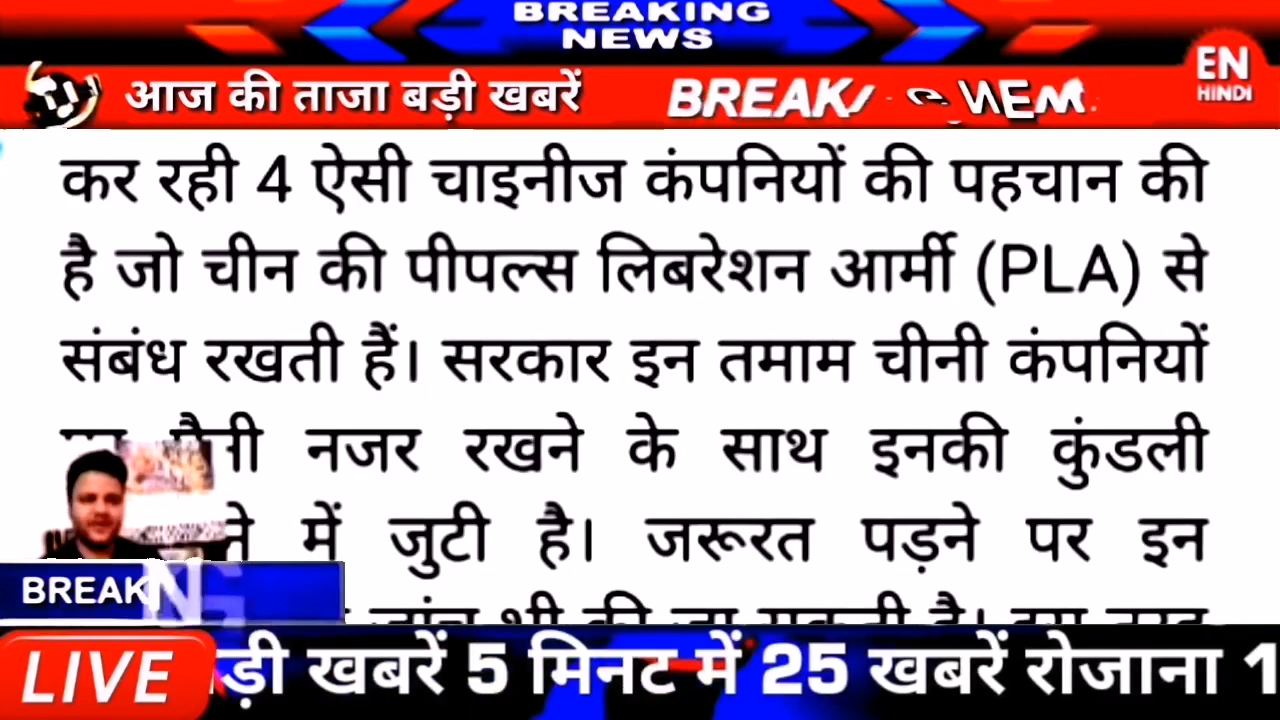 BREAKING
NEWS
आज की ताजा बड़ी खबरें
EN
HINDI
कर रही 4 ऐसी चाइनीज कंपनियों की पहचान की
है जो चीन की पीपल्स लिबरेशन आर्मी (PLA) से
संबंध रखती हैं। सरकार इन तमाम चीनी कंपनियों
नजर रखने के साथ इनकी कुंडली
में जुटी है। जरूरत पड़ने पर इन
BREAK
LIVE
खबरें 5 मिनट में 25 खबरें रोजाना 1